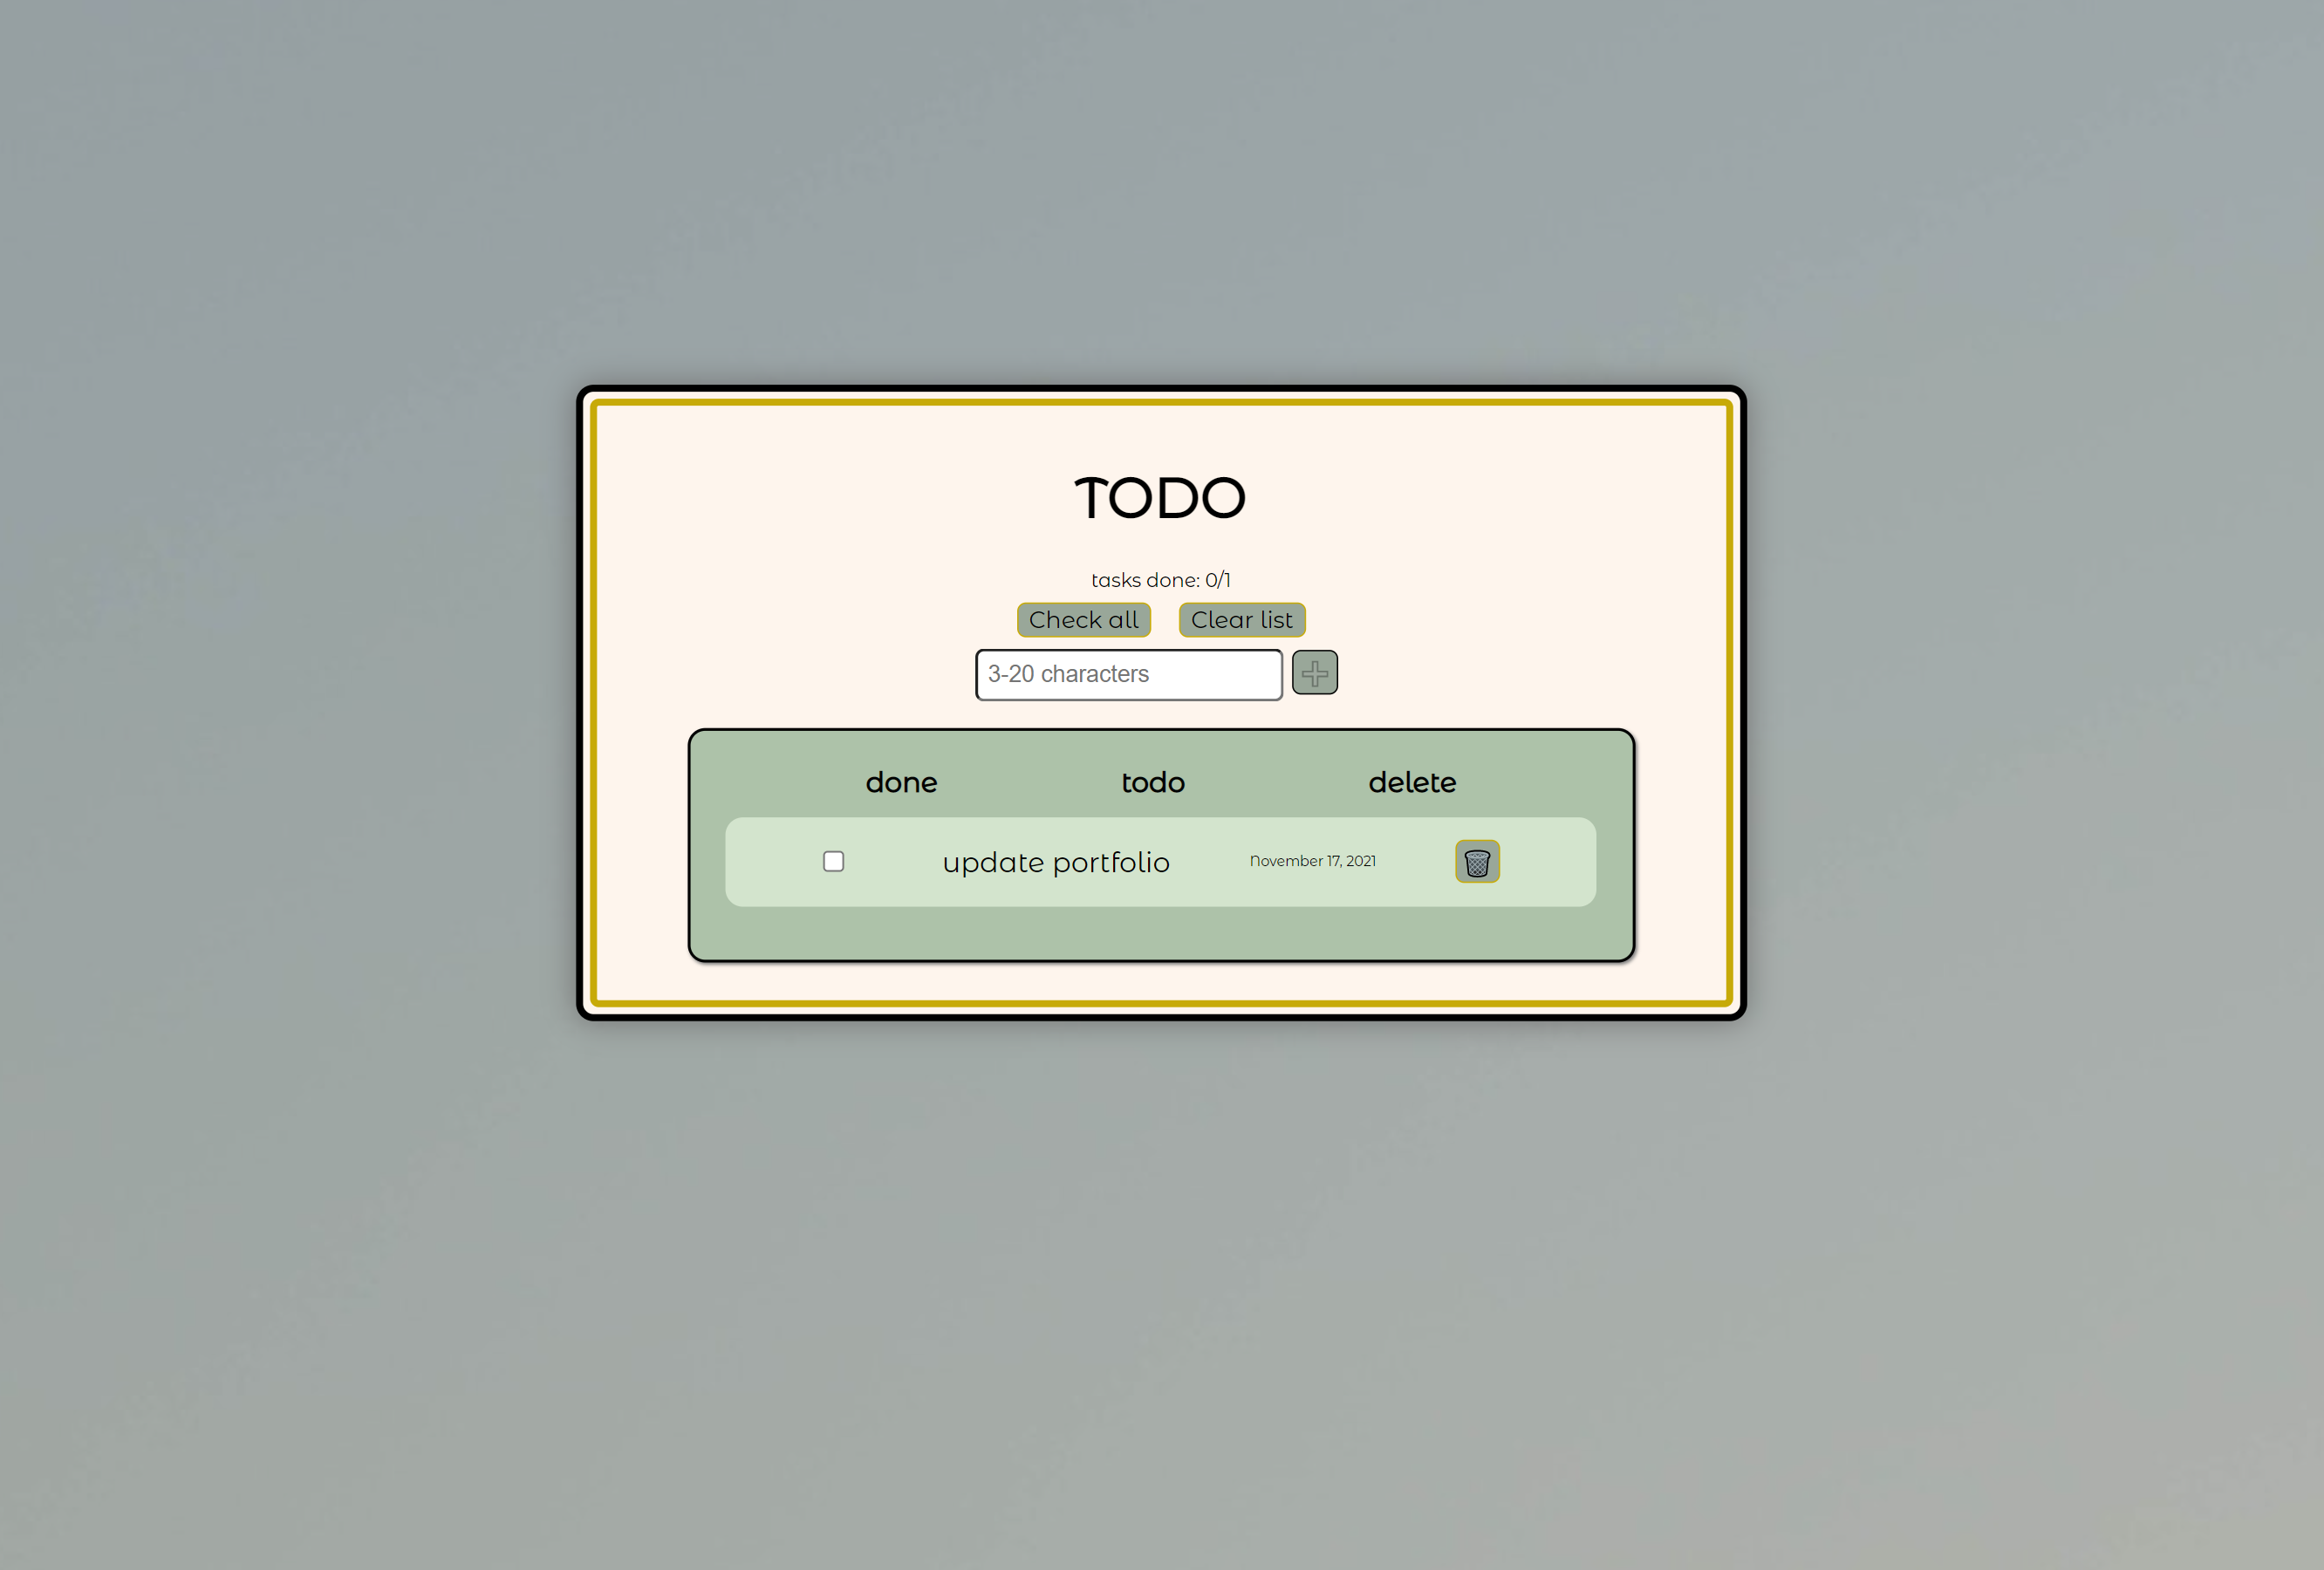 TODO
tasks done: 0/1
Check all Clear list
3-20 characters
done todo delete
update portfolio November 17, 2021